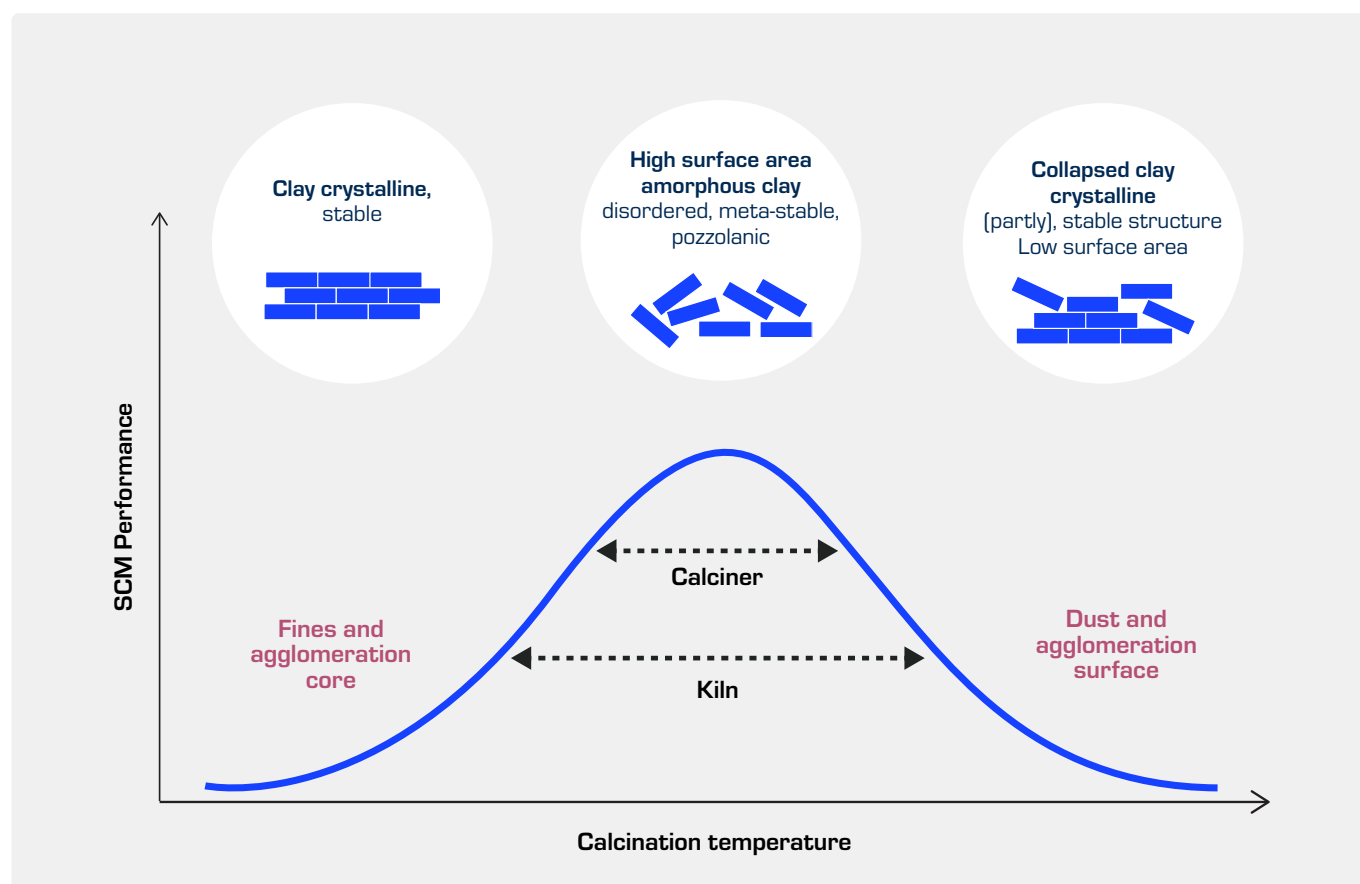 Clay crystalline,
stable
High surface area
amorphous clay
disordered, meta-stable,
pozzolanic
Collapsed clay
crystalline
(partly), stable structure
Low surface area
SCM Performance
Calciner
Fines and
agglomeration
core
Kiln
Dust and
agglomeration
surface
Calcination temperature